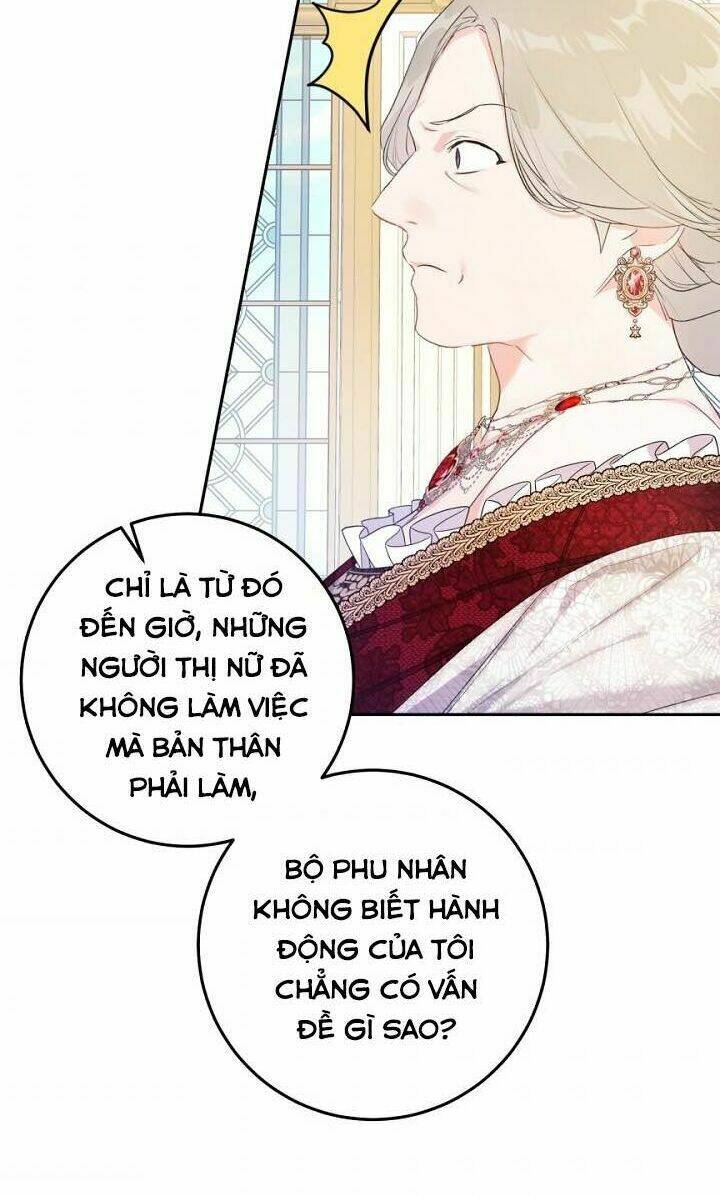 CHỈ LÀ TỪ ĐÓ
ĐẾN GIỜ, NHỮNG
NGƯỜI THỊ NỮ ĐÃ
KHÔNG LÀM VIỆC
MÀ BẢN THÂN
PHẢI LÀM,
BỘ PHU NHÂN
KHÔNG BIẾT HÀNH
ĐỘNG CỦA TÔI
CHẲNG CÓ VẤN
ĐỀ GÌ SAO?